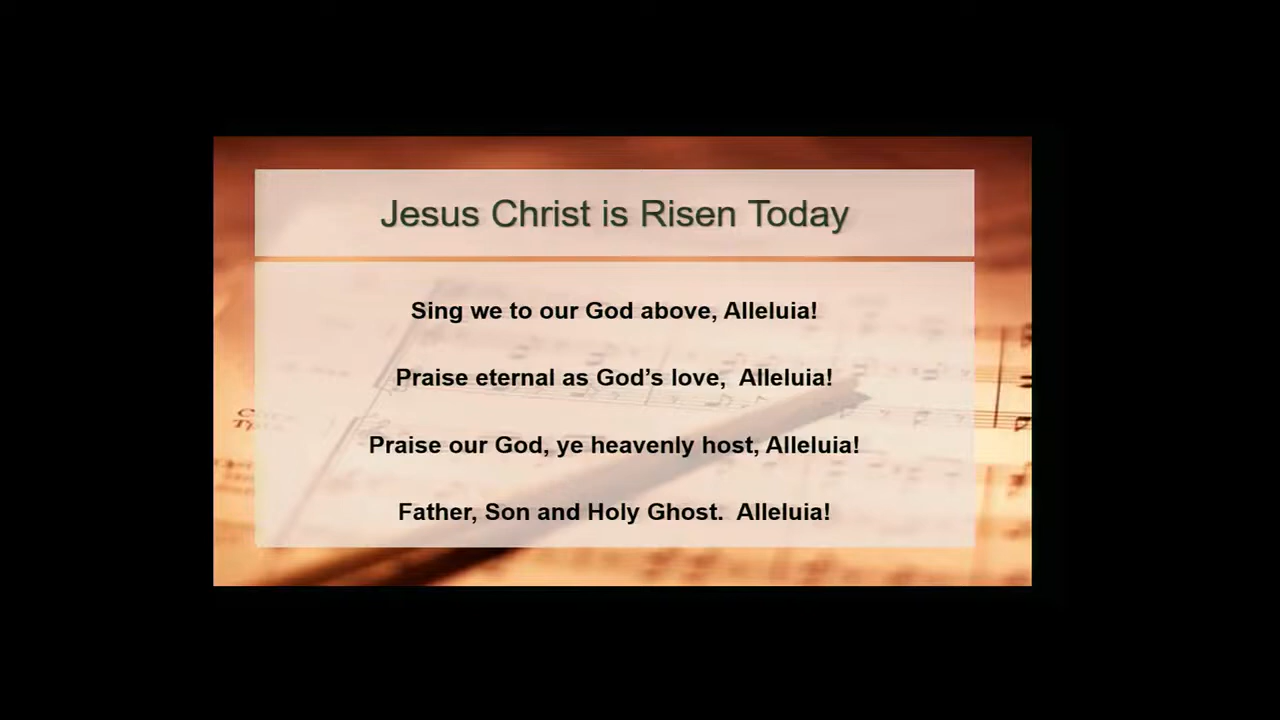 Jesus Christ is Risen Today
Sing we to our God above, Alleluia!
Praise eternal as God’s love,  Alleluia!
Praise our God, ye heavenly host, Alleluia!
Father, Son and Holy Ghost.  Alleluia!